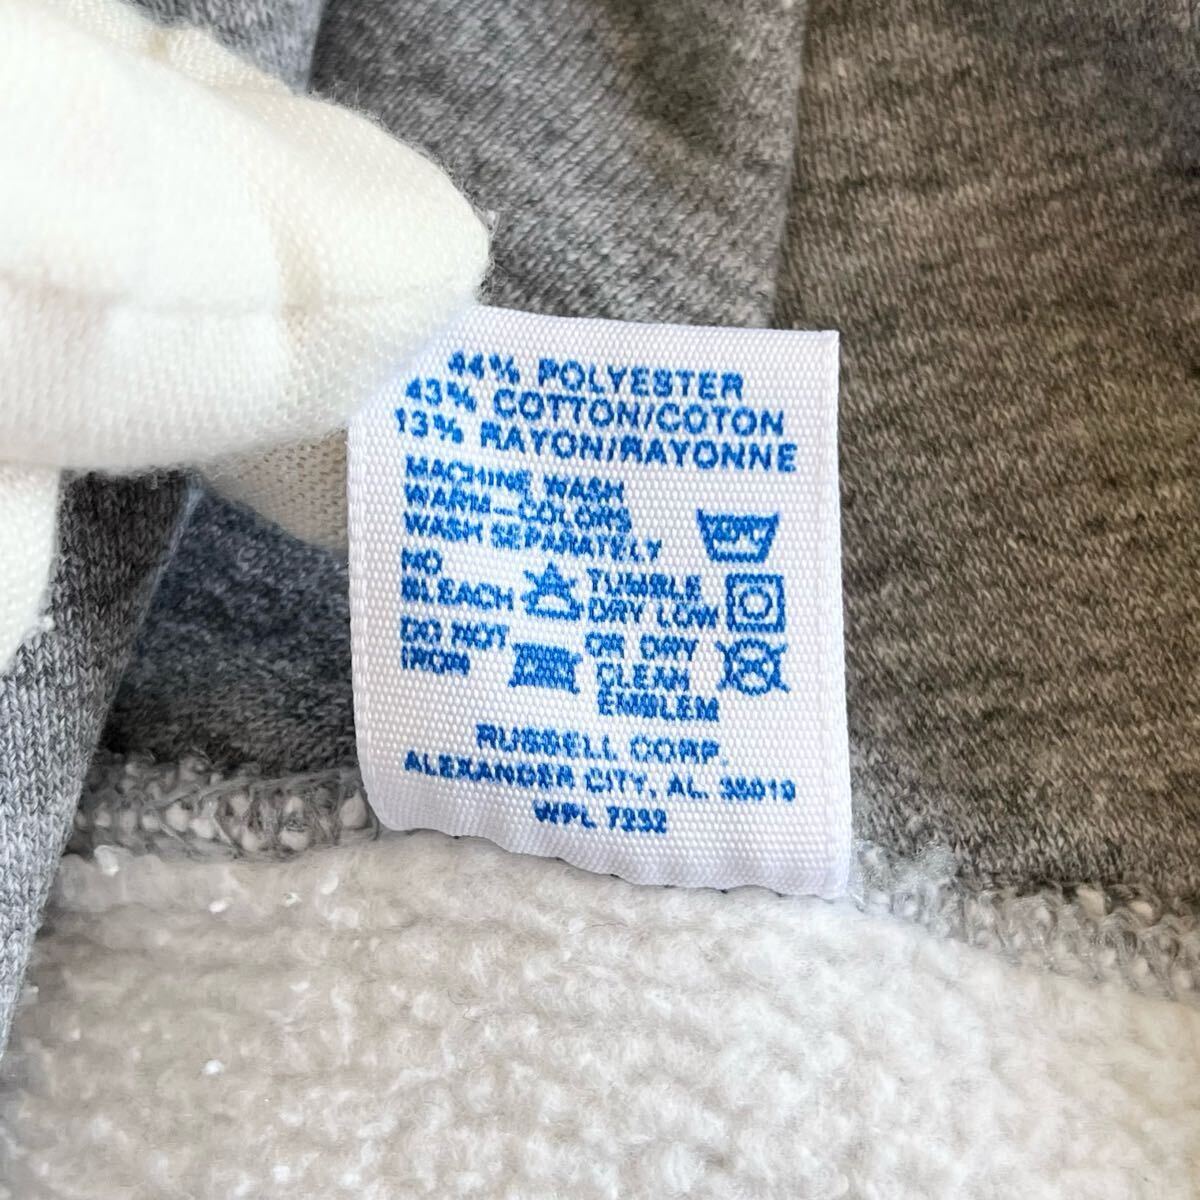 44% POLYESTER
43% COTTON/COTON
13% RAYON/RAYONNE
MACHINE WASH
WARM—COLORS
WASH SEPARATELY
NO
BLEACH
TUMBLE
DRY LOW
DO NOT
IRON
OR DRY
CLEAN
EMBLEM
RUSSELL CORP.
ALEXANDER CITY, AL. 35010
WPL 7232